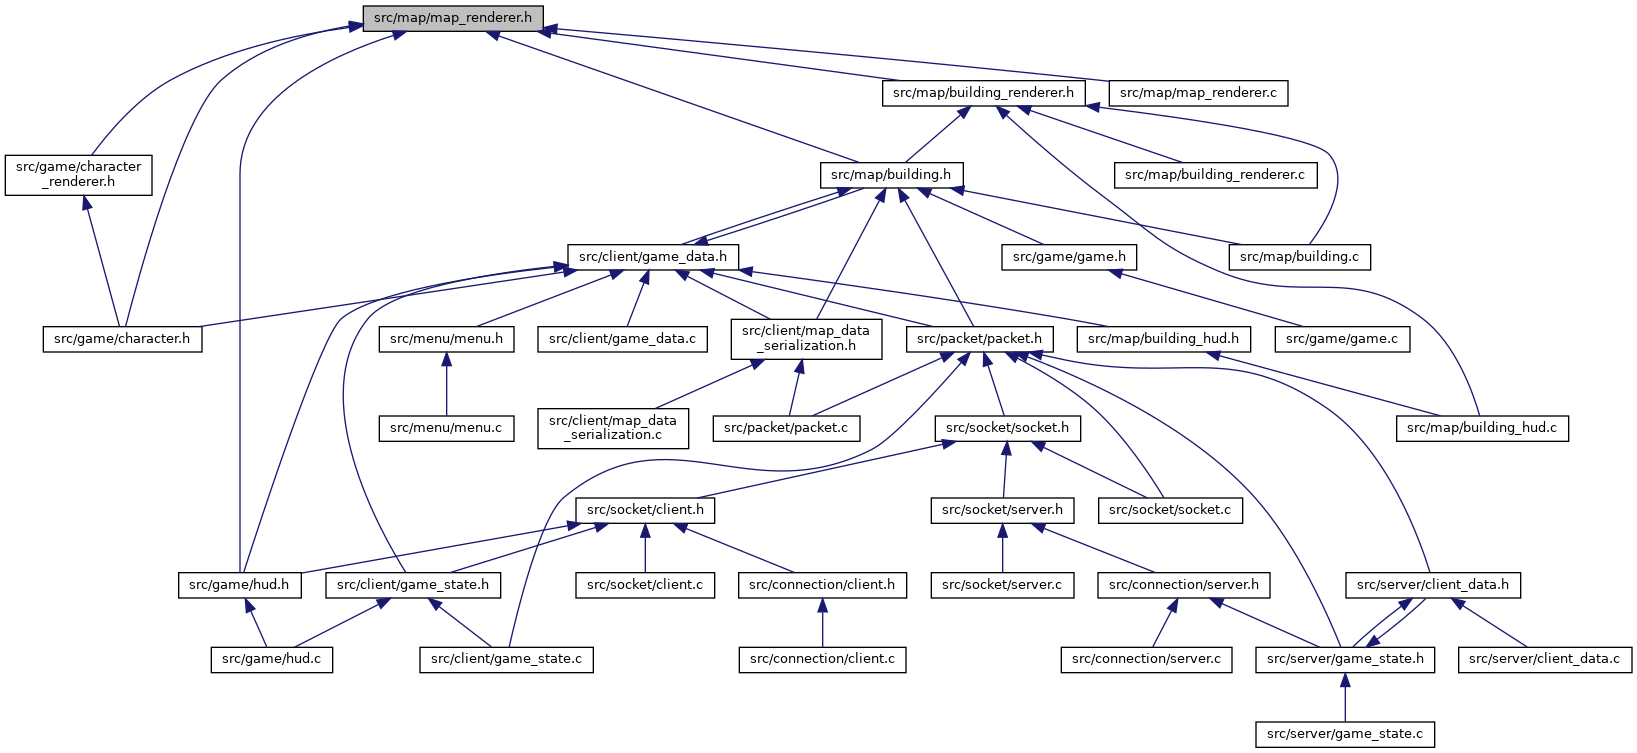 src/map/map_renderer.h
src/map/building_renderer.h
src/map/map_renderer.c
src/game/character
_renderer.h
src/map/building.h
src/map/building_renderer.c
src/client/game_data.h
src/game/game.h
src/map/building.c
src/game/character.h
src/menu/menu.h
src/client/game_data.c
src/client/map_data
_serialization.h
src/packet/packet.h
src/map/building_hud.h
src/game/game.c
src/menu/menu.c
src/client/map_data
_serialization.c
src/packet/packet.c
src/socket/socket.h
src/map/building_hud.c
src/socket/client.h
src/socket/server.h
src/socket/socket.c
src/game/hud.h
src/client/game_state.h
src/socket/client.c
src/connection/client.h
src/socket/server.c
src/connection/server.h
src/server/client_data.h
src/game/hud.c
src/client/game_state.c
src/connection/client.c
src/connection/server.c
src/server/game_state.h
src/server/client_data.c
src/server/game_state.c